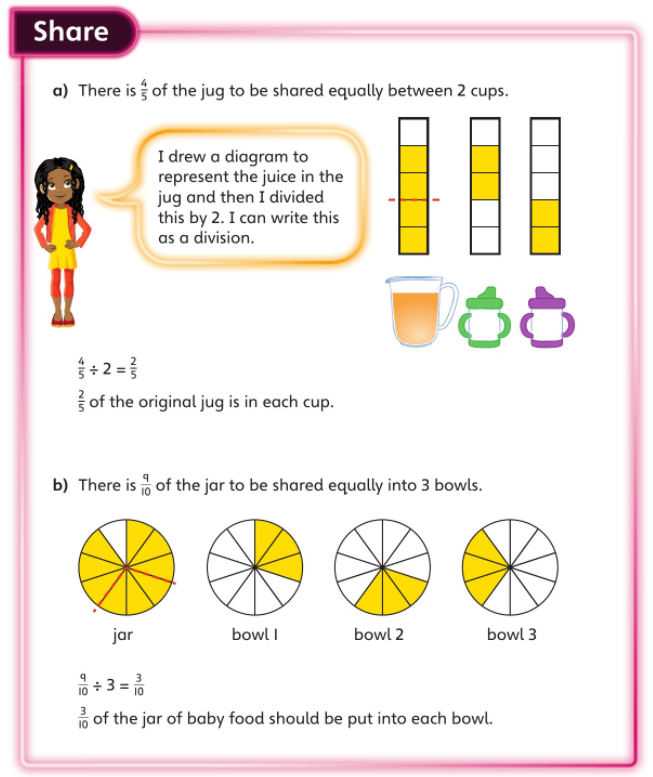 Share
a) There is 4/5 of the jug to be shared equally between 2 cups.
I drew a diagram to
represent the juice in the
jug and then I divided
this by 2. I can write this
as a division.
4/5 ÷ 2 = 2/5
2/5 of the original jug is in each cup.
b) There is 9/10 of the jar to be shared equally into 3 bowls.
jar bowl 1 bowl 2 bowl 3
9/10 ÷ 3 = 3/10
3/10 of the jar of baby food should be put into each bowl.